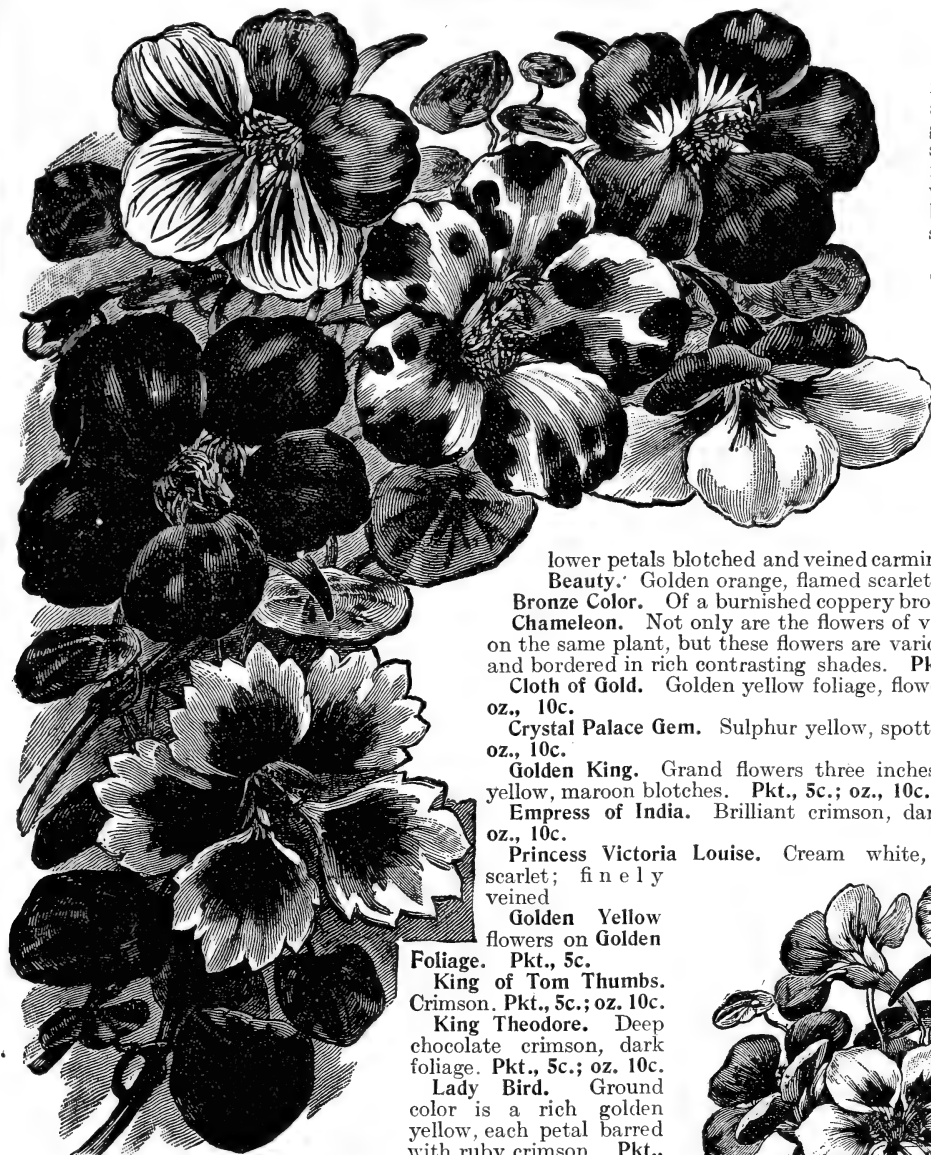 lower petals blotched and veined carmin
Beauty. Golden orange, flamed scarlet
Bronze Color. Of a burnished coppery bro
Chameleon. Not only are the flowers of v
on the same plant, but these flowers are vario
and bordered in rich contrasting shades. Pk
Cloth of Gold. Golden yellow foliage, flow
oz., 10c.
Crystal Palace Gem. Sulphur yellow, spott
oz., 10c.
Golden King. Grand flowers three inches
yellow, maroon blotches. Pkt., 5c.; oz., 10c.
Empress of India. Brilliant crimson, dar
oz., 10c.
Princess Victoria Louise. Cream white,
scarlet; finely
veined
Golden Yellow
flowers on Golden
Foliage. Pkt., 5c.
King of Tom Thumbs.
Crimson. Pkt., 5c.; oz. 10c.
King Theodore. Deep
chocolate crimson, dark
foliage. Pkt., 5c.; oz. 10c.
Lady Bird. Ground
color is a rich golden
yellow, each petal barred
with ruby crimson. Pkt.,